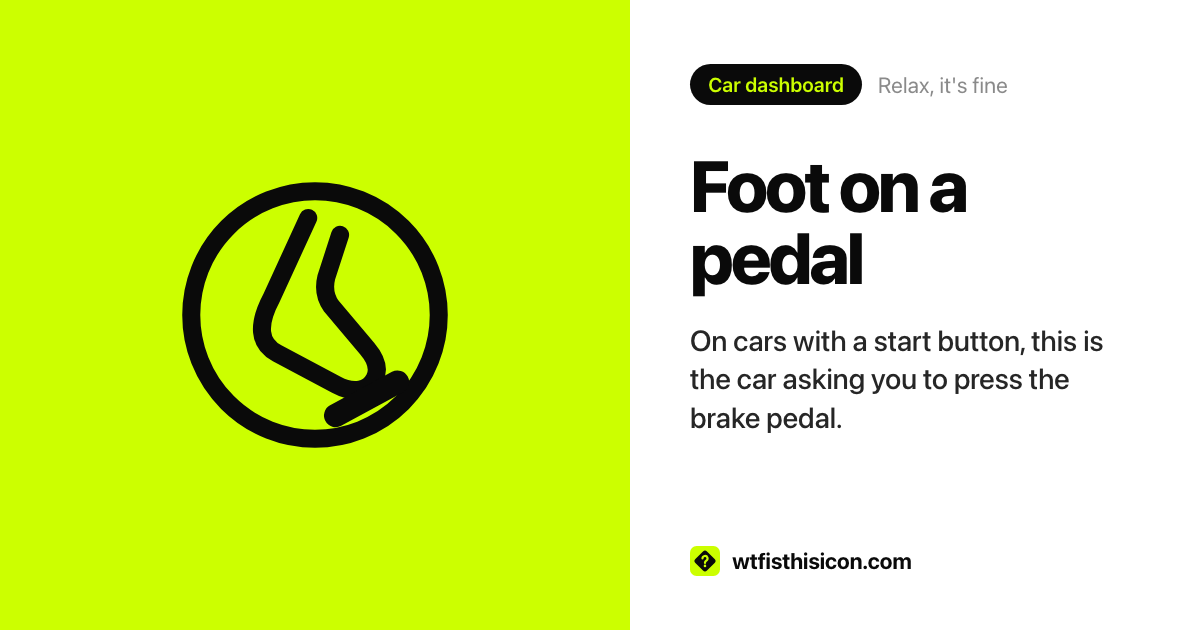 Car dashboard Relax, it's fine
Foot on a
pedal
On cars with a start button, this is
the car asking you to press the
brake pedal.
? wtfisthisicon.com